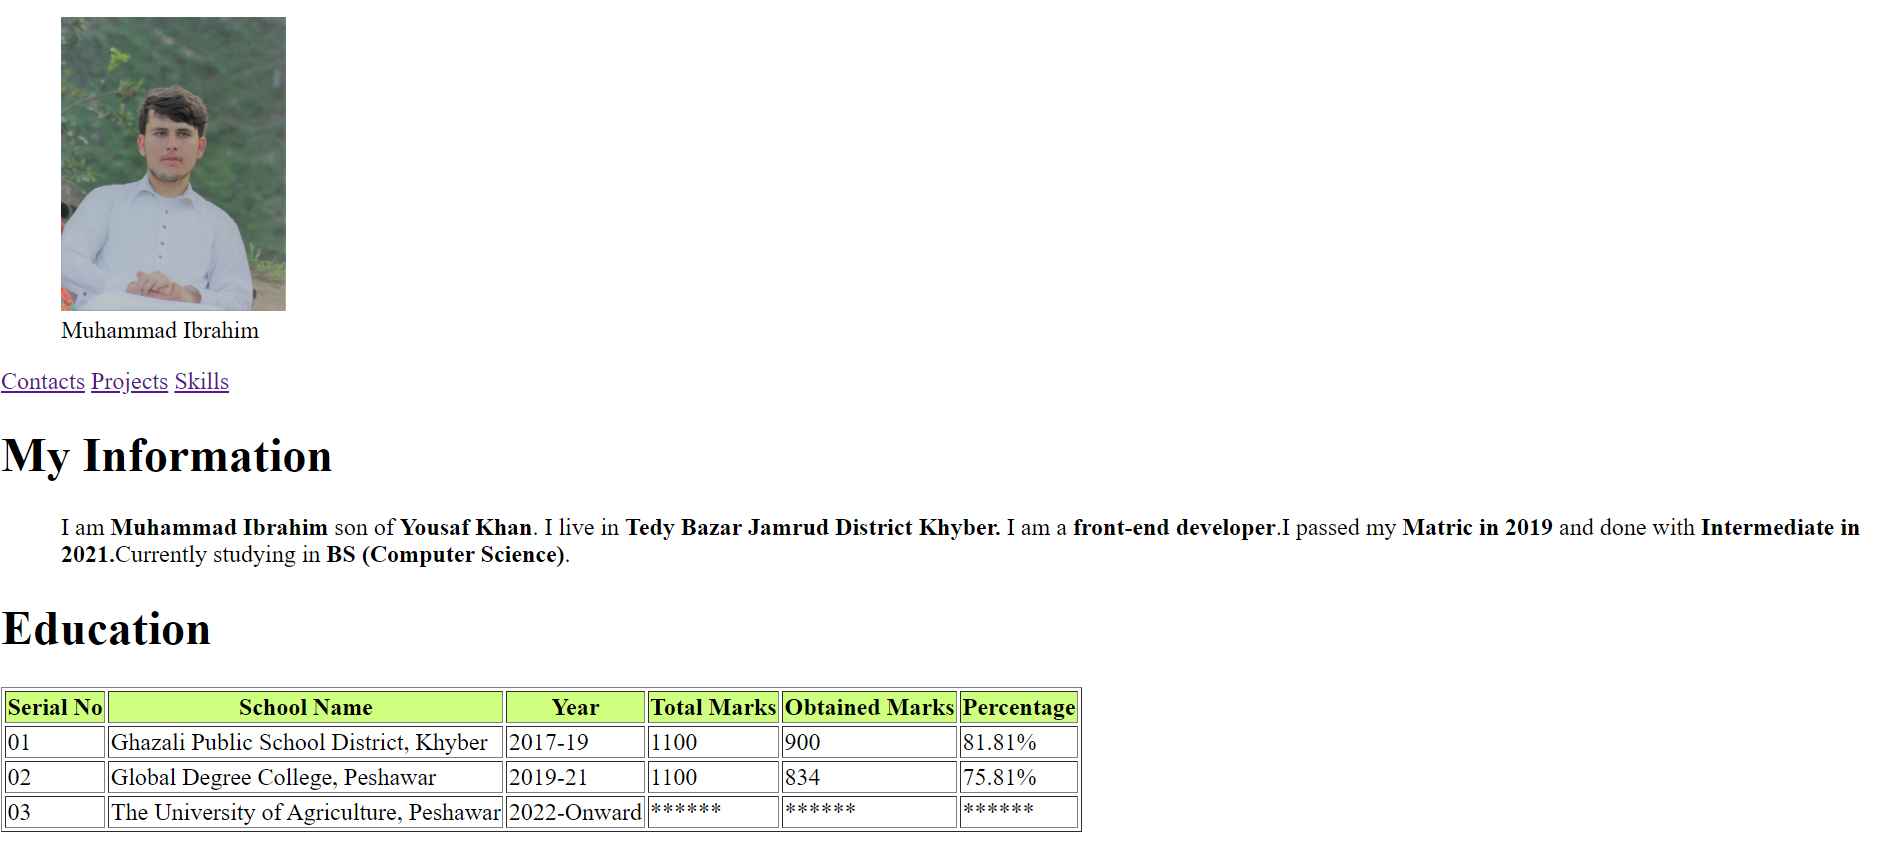 Muhammad Ibrahim
Contacts Projects Skills
My Information
I am Muhammad Ibrahim son of Yousaf Khan. I live in Tedy Bazar Jamrud District Khyber. I am a front-end developer.I passed my Matric in 2019 and done with Intermediate in
2021.Currently studying in BS (Computer Science).
Education
Serial No School Name Year Total Marks Obtained Marks Percentage
01 Ghazali Public School District, Khyber 2017-19 1100 900 81.81%
02 Global Degree College, Peshawar 2019-21 1100 834 75.81%
03 The University of Agriculture, Peshawar 2022-Onward ****** ****** ******